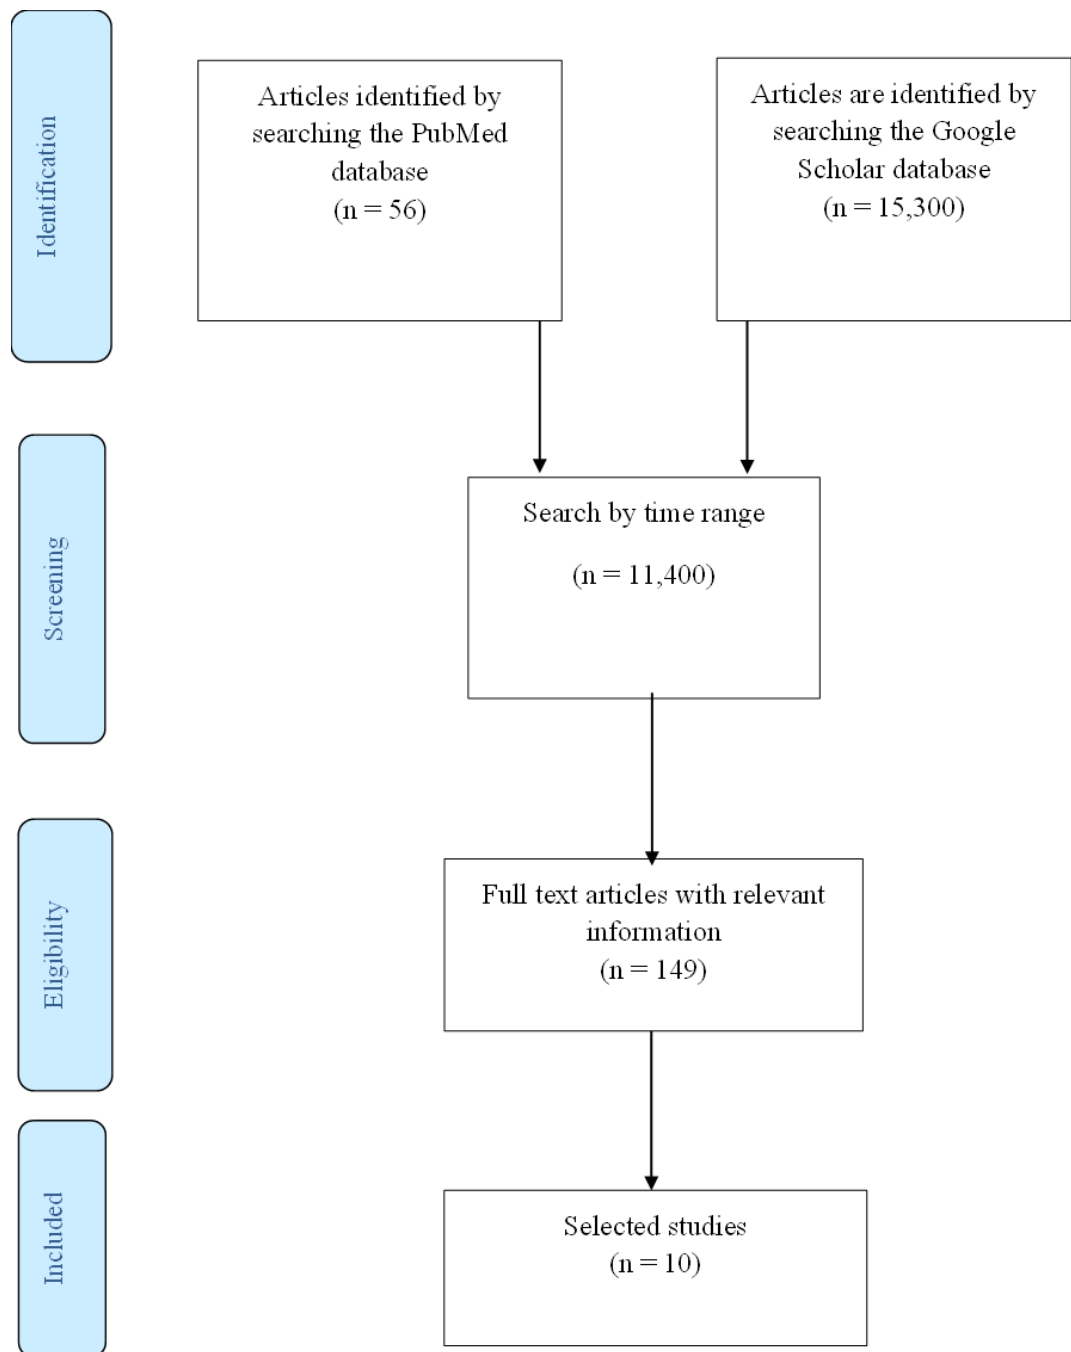 Identification
Articles identified by
searching the PubMed
database
(n = 56)
Articles are identified by
searching the Google
Scholar database
(n = 15,300)
Screening
Search by time range
(n = 11,400)
Eligibility
Full text articles with relevant
information
(n = 149)
Included
Selected studies
(n = 10)